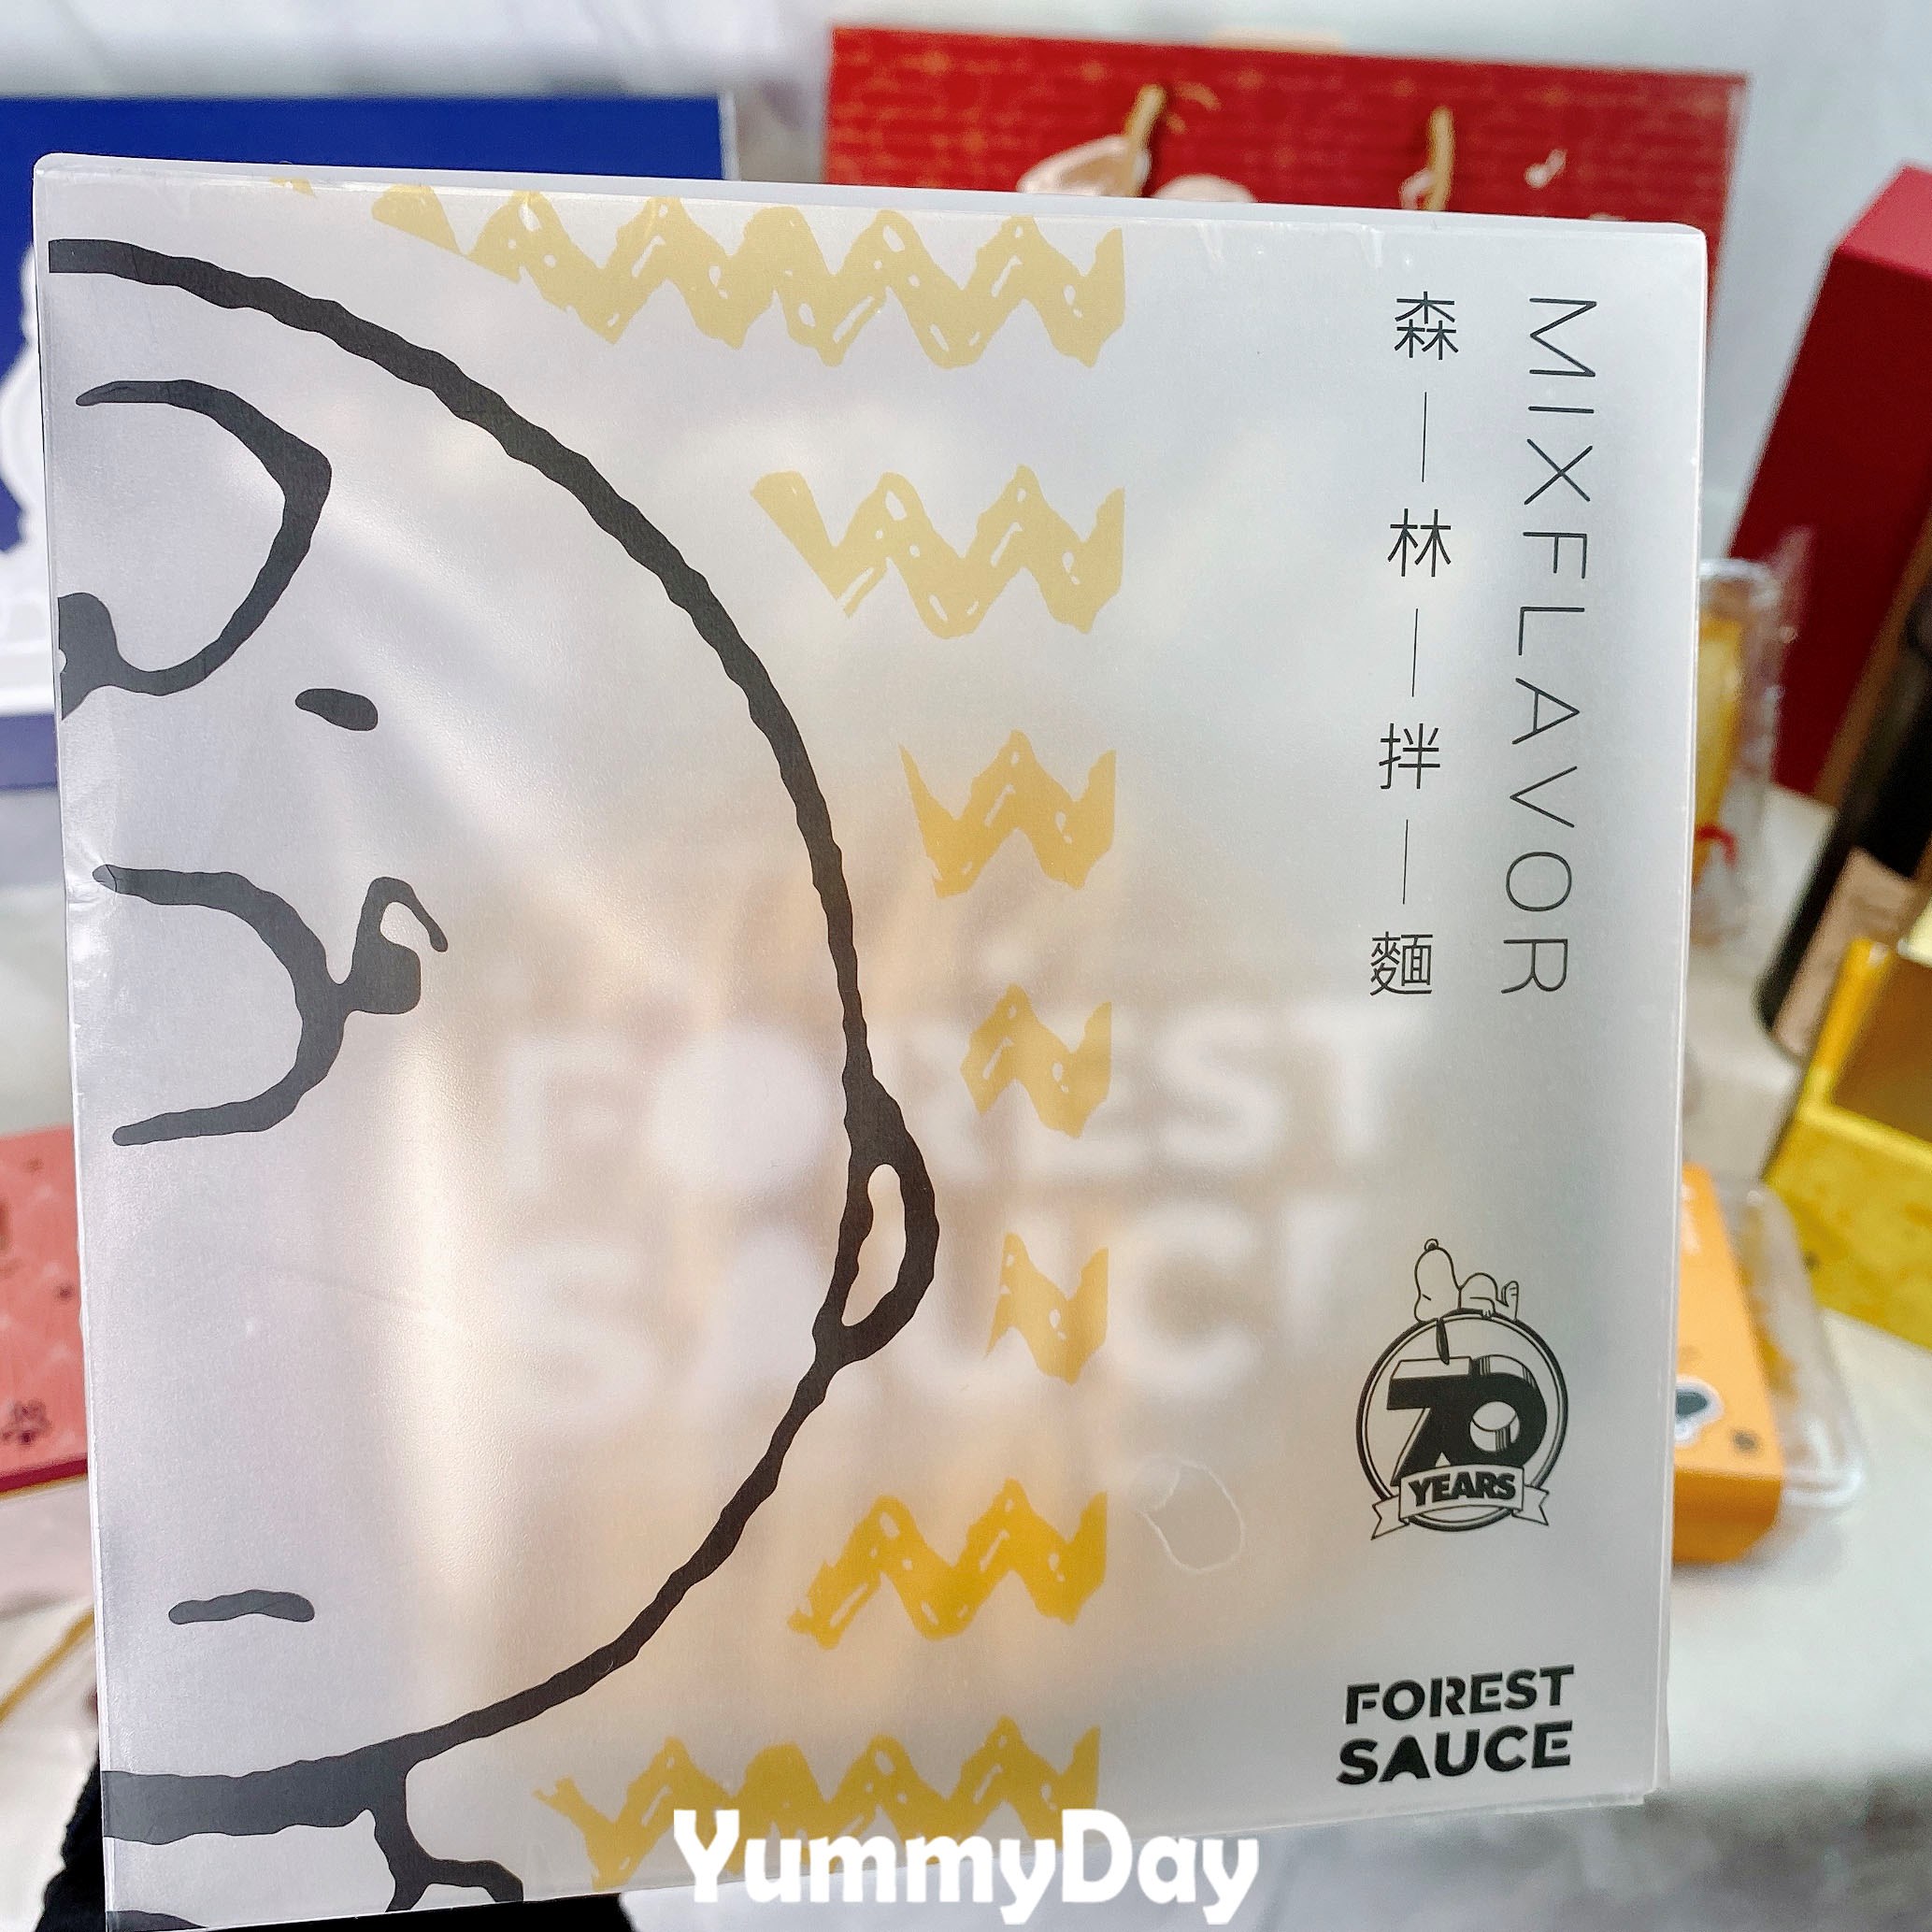 MIXFLAVOR
森—林—拌—麵
FOREST
SAUCE
70
YEARS
FOREST
SAUCE
YummyDay